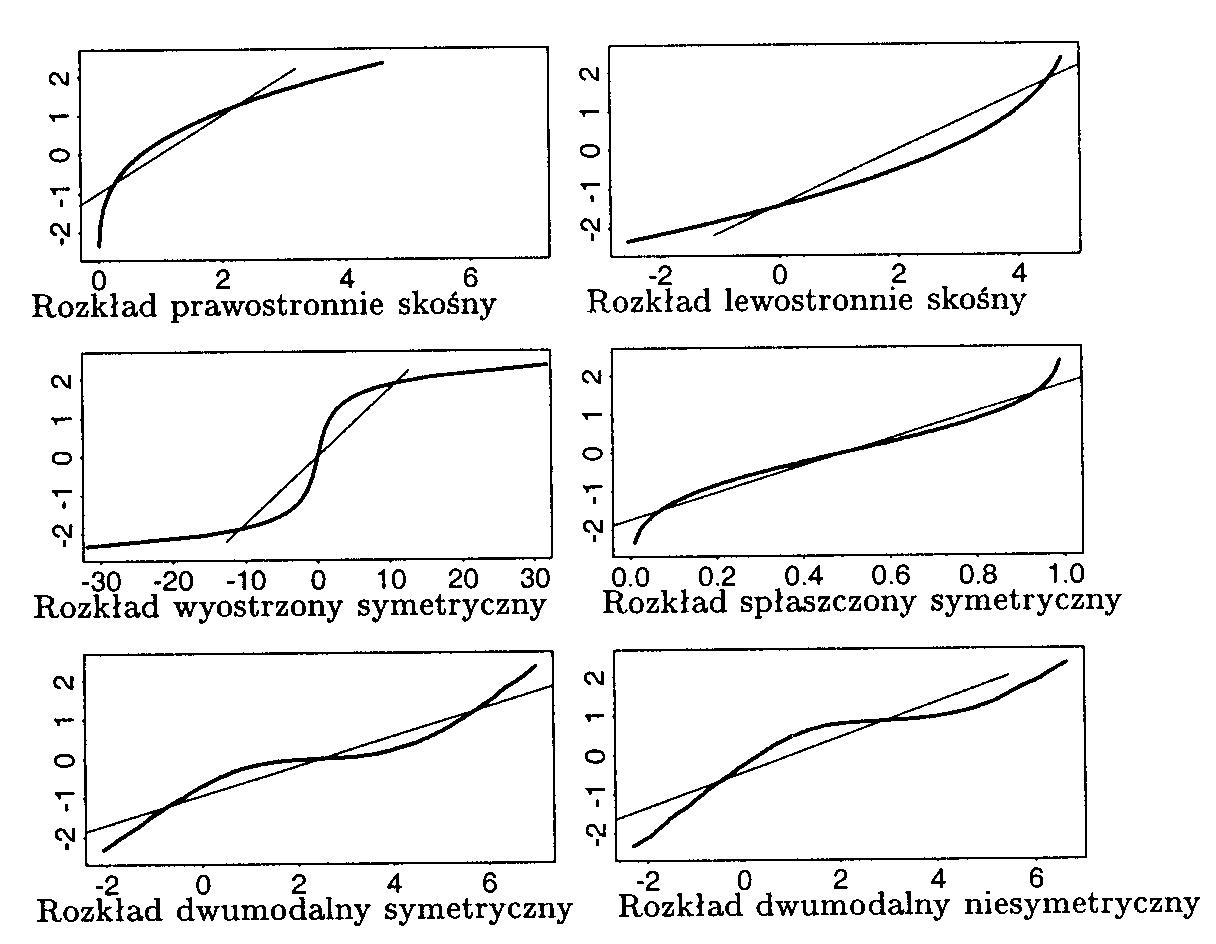 2
1
0
-1
-2
0 2 4 6
Rozkład prawostronnie skośny
2
1
0
-1
-2
-2 0 2 4
Rozkład lewostronnie skośny
2
1
0
-1
-2
-30 -20 -10 0 10 20 30
Rozkład wyostrzony symetryczny
2
1
0
-1
-2
0.0 0.2 0.4 0.6 0.8 1.0
Rozkład spłaszczony symetryczny
2
1
0
-1
-2
-2 0 2 4 6
Rozkład dwumodalny symetryczny
2
1
0
-1
-2
-2 0 2 4 6
Rozkład dwumodalny niesymetryczny